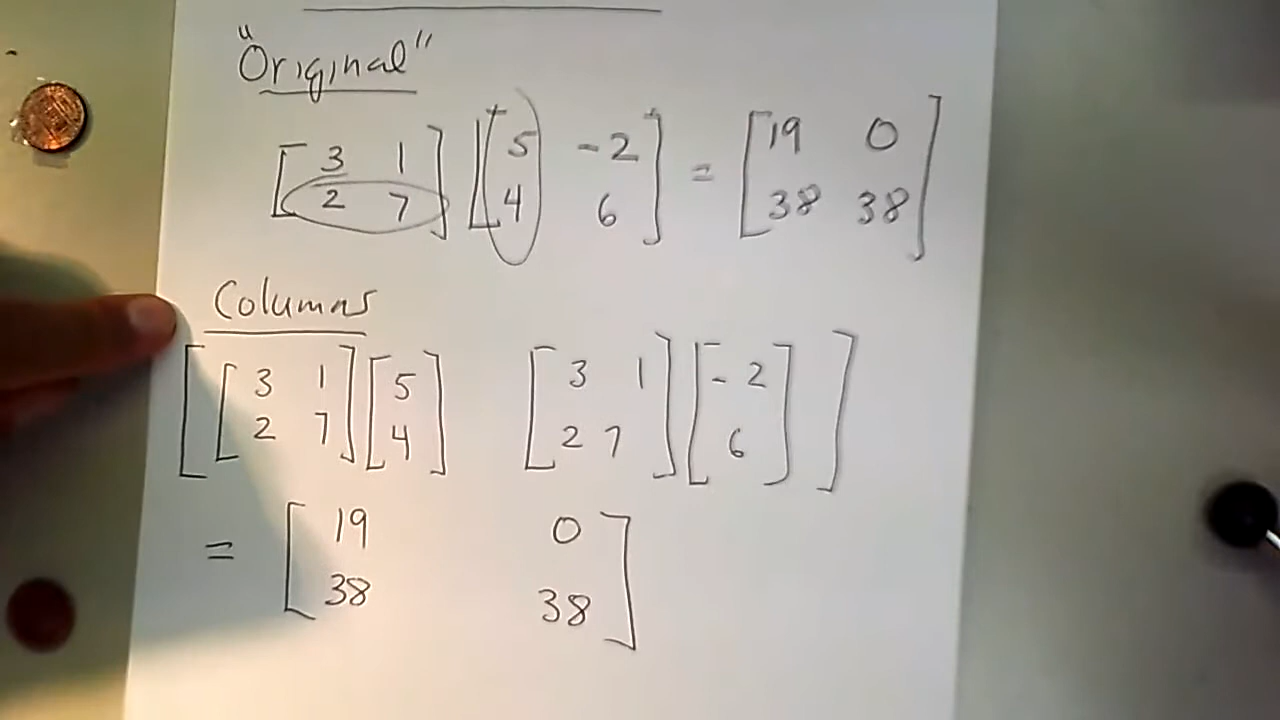 "Original"
[3 1] [5 -2] = [19 0]
[2 7] [4 6] [38 38]
Columns
[[3 1][5] [3 1][-2]]
[[2 7][4] [2 7][6]]
= [19 0]
[38 38]